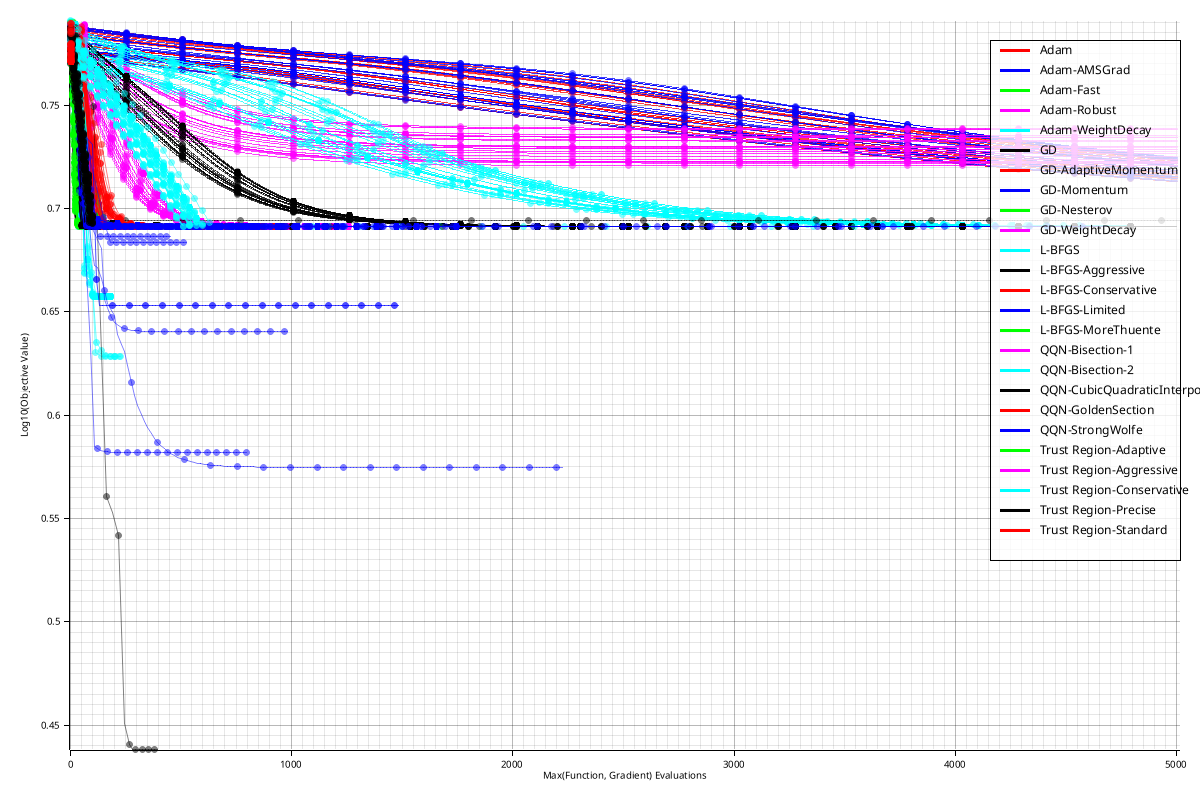 Adam
Adam-AMSGrad
Adam-Fast
Adam-Robust
Adam-WeightDecay
GD
GD-AdaptiveMomentum
GD-Momentum
GD-Nesterov
GD-WeightDecay
L-BFGS
L-BFGS-Aggressive
L-BFGS-Conservative
L-BFGS-Limited
L-BFGS-MoreThuente
QQN-Bisection-1
QQN-Bisection-2
QQN-CubicQuadraticInterpo
QQN-GoldenSection
QQN-StrongWolfe
Trust Region-Adaptive
Trust Region-Aggressive
Trust Region-Conservative
Trust Region-Precise
Trust Region-Standard
Log10(Objective Value)
0.75
0.7
0.65
0.6
0.55
0.5
0.45
0
1000
2000
3000
4000
5000
Max(Function, Gradient) Evaluations